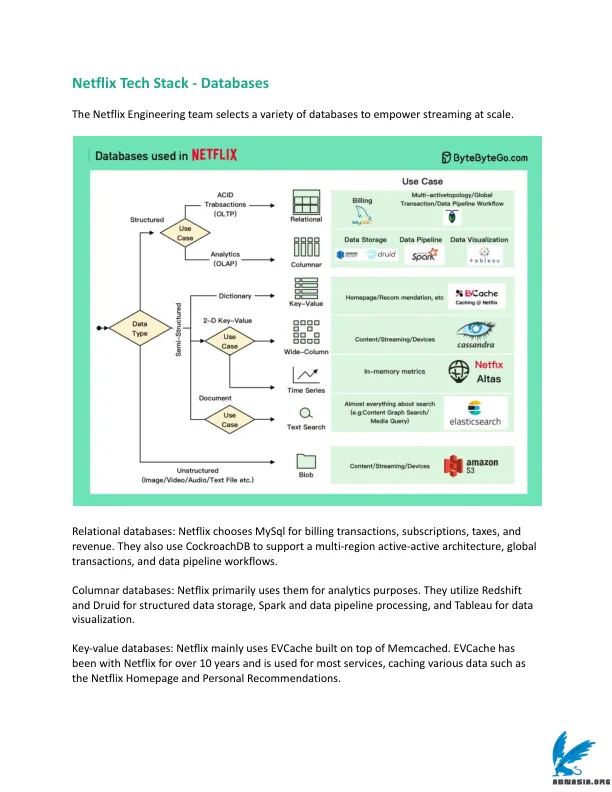 Netflix Tech Stack - Databases
The Netflix Engineering team selects a variety of databases to empower streaming at scale.
Databases used in NETFLIX
ByteByteGo.com
Use Case
ACID
Trabsactions
(OLTP)
Structured
Use
Case
Relational
Billing
MySQL
Multi-activetopology/Global
Transaction/Data Pipeline Workflow
Analytics
(OLAP)
Columnar
Data Storage
Data Pipeline
Data Visualization
druid
Spark
+ a b l e a u
Dictionary
Key-Value
Homepage/Recom mendation, etc
EVCache
Caching @ Netflix
Data
Type
Semi-Structured
2-D Key-Value
Use
Case
Wide-Column
Content/Streaming/Devices
cassandra
Time Series
In-memory metrics
Netfix
Altas
Document
Use
Case
Text Search
Almost everything about search
(e.g:Content Graph Search/
Media Query)
elasticsearch
Unstructured
(Image/Video/Audio/Text File etc.)
Blob
Content/Streaming/Devices
amazon
S3
Relational databases: Netflix chooses MySql for billing transactions, subscriptions, taxes, and
revenue. They also use CockroachDB to support a multi-region active-active architecture, global
transactions, and data pipeline workflows.
Columnar databases: Netflix primarily uses them for analytics purposes. They utilize Redshift
and Druid for structured data storage, Spark and data pipeline processing, and Tableau for data
visualization.
Key-value databases: Netflix mainly uses EVCache built on top of Memcached. EVCache has
been with Netflix for over 10 years and is used for most services, caching various data such as
the Netflix Homepage and Personal Recommendations.
ABNASIA.ORG